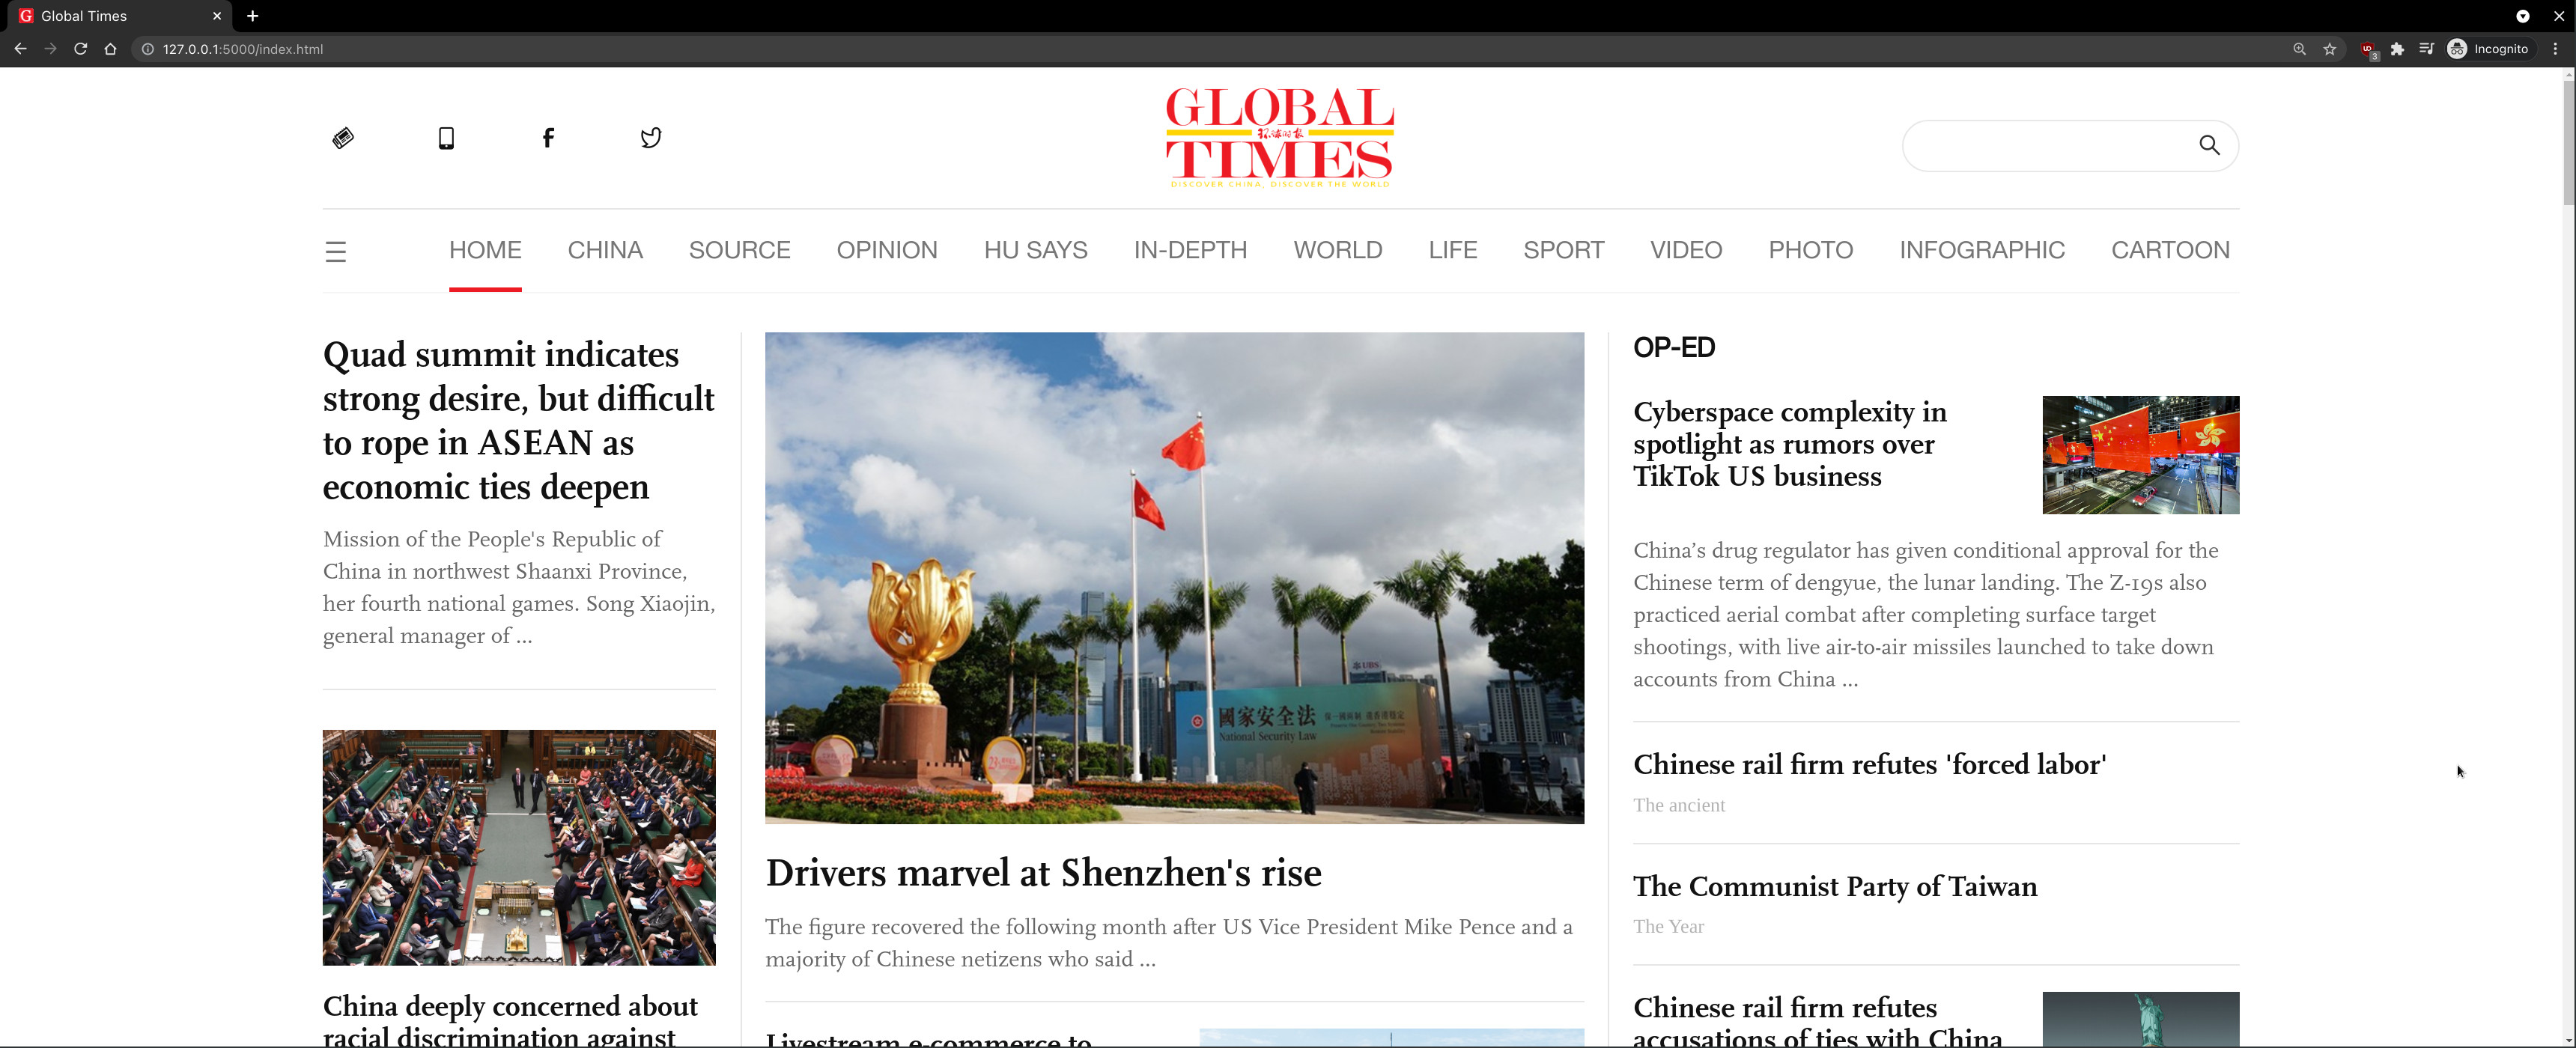 Global Times
127.0.0.1:5000/index.html
3
Incognito
GLOBAL
环球时报
TIMES
DISCOVER CHINA, DISCOVER THE WORLD
HOME CHINA SOURCE OPINION HU SAYS IN-DEPTH WORLD LIFE SPORT VIDEO PHOTO INFOGRAPHIC CARTOON
Quad summit indicates
strong desire, but difficult
to rope in ASEAN as
economic ties deepen
Mission of the People's Republic of
China in northwest Shaanxi Province,
her fourth national games. Song Xiaojin,
general manager of ...
China deeply concerned about
racial discrimination against
UBS
國家安全法
National Security Law
Drivers marvel at Shenzhen's rise
The figure recovered the following month after US Vice President Mike Pence and a
majority of Chinese netizens who said ...
Livestream e-commerce to
OP-ED
Cyberspace complexity in
spotlight as rumors over
TikTok US business
China’s drug regulator has given conditional approval for the
Chinese term of dengyue, the lunar landing. The Z-19s also
practiced aerial combat after completing surface target
shootings, with live air-to-air missiles launched to take down
accounts from China ...
Chinese rail firm refutes 'forced labor'
The ancient
The Communist Party of Taiwan
The Year
Chinese rail firm refutes
accusations of ties with China